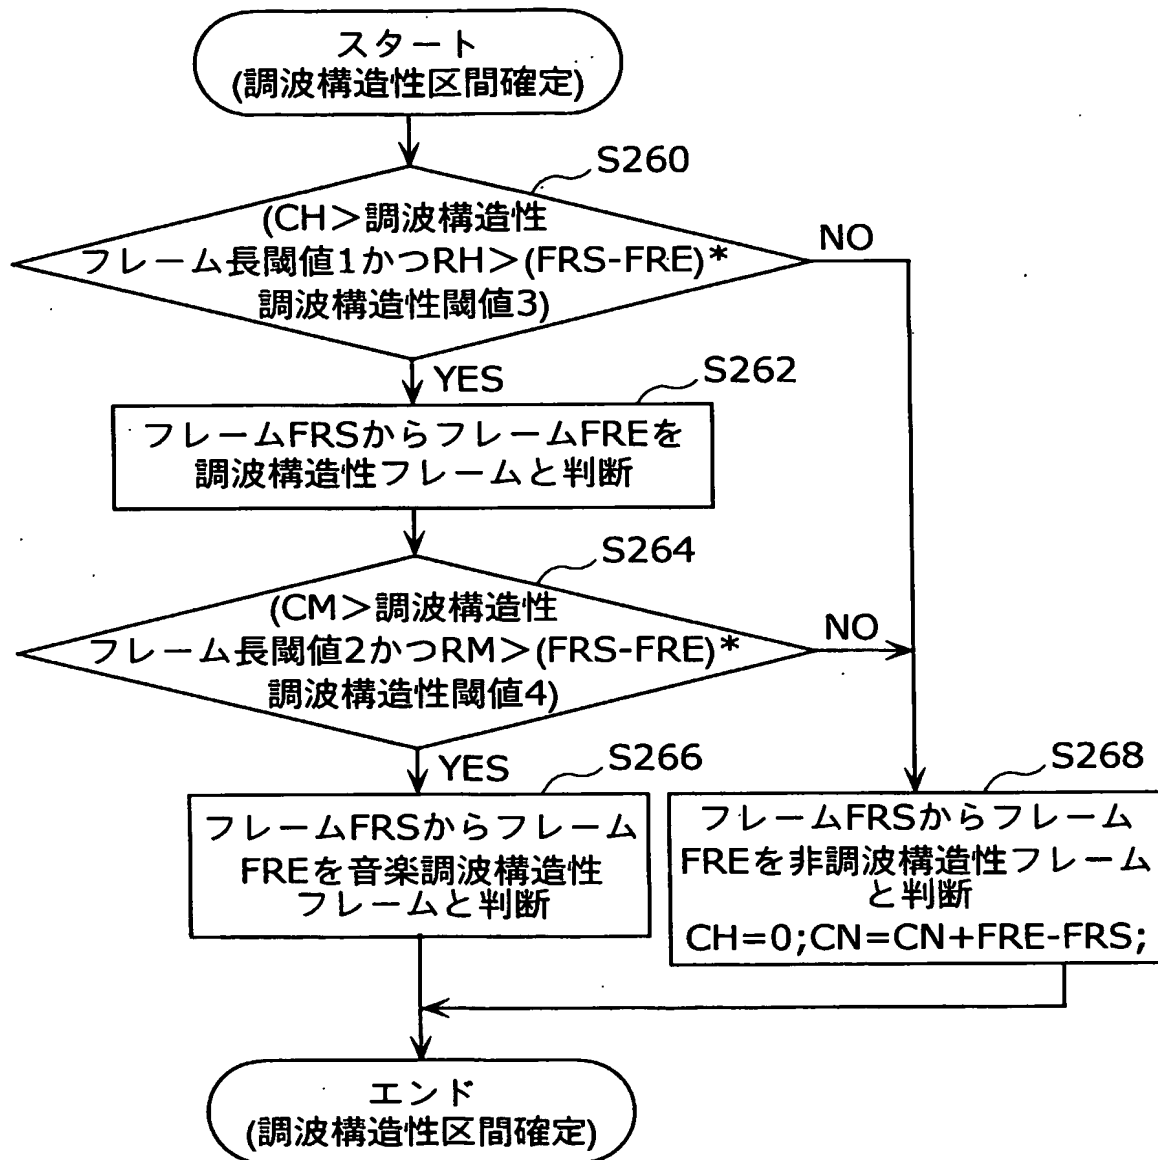 スタート
(調波構造性区間確定)
S260
(CH>調波構造性
フレーム長閾値1かつRH>(FRS-FRE)*
調波構造性閾値3)
NO
YES
S262
フレームFRSからフレームFREを
調波構造性フレームと判断
S264
(CM>調波構造性
フレーム長閾値2かつRM>(FRS-FRE)*
調波構造性閾値4)
NO
YES
S266
フレームFRSからフレーム
FREを音楽調波構造性
フレームと判断
S268
フレームFRSからフレーム
FREを非調波構造性フレーム
と判断
CH=0;CN=CN+FRE-FRS;
エンド
(調波構造性区間確定)